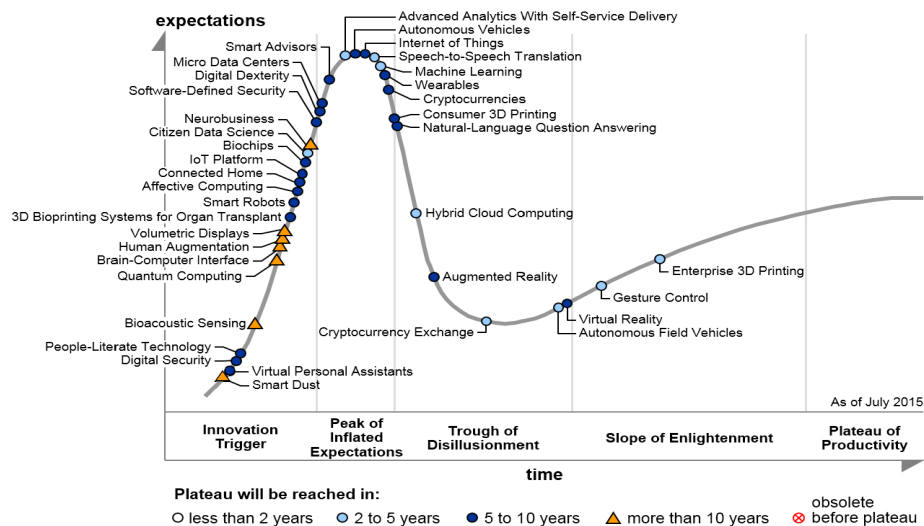 expectations
Advanced Analytics With Self-Service Delivery
Autonomous Vehicles
Internet of Things
Speech-to-Speech Translation
Machine Learning
Wearables
Cryptocurrencies
Consumer 3D Printing
Natural-Language Question Answering
Smart Advisors
Micro Data Centers
Digital Dexterity
Software-Defined Security
Neurobusiness
Citizen Data Science
Biochips
IoT Platform
Connected Home
Affective Computing
Smart Robots
3D Bioprinting Systems for Organ Transplant
Volumetric Displays
Human Augmentation
Brain-Computer Interface
Quantum Computing
Bioacoustic Sensing
People-Literate Technology
Digital Security
Virtual Personal Assistants
Smart Dust
Hybrid Cloud Computing
Augmented Reality
Cryptocurrency Exchange
Enterprise 3D Printing
Gesture Control
Virtual Reality
Autonomous Field Vehicles
As of July 2015
Innovation
Trigger
Peak of
Inflated
Expectations
Trough of
Disillusionment
Slope of Enlightenment
Plateau of
Productivity
time
Plateau will be reached in:
less than 2 years
2 to 5 years
5 to 10 years
more than 10 years
obsolete
before plateau